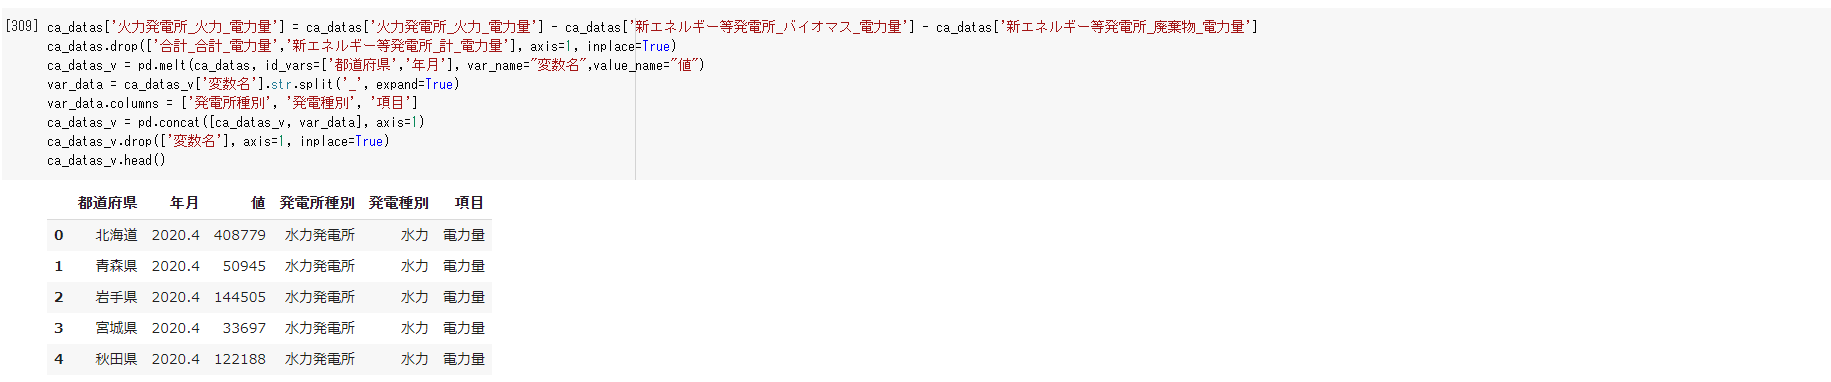 [309] ca_datas['火力発電所_火力_電力量'] = ca_datas['火力発電所_火力_電力量'] - ca_datas['新エネルギー等発電所_バイオマス_電力量'] - ca_datas['新エネルギー等発電所_廃棄物_電力量']
ca_datas.drop(['合計_合計_電力量','新エネルギー等発電所_計_電力量'], axis=1, inplace=True)
ca_datas_v = pd.melt(ca_datas, id_vars=['都道府県','年月'], var_name="変数名",value_name="値")
var_data = ca_datas_v['変数名'].str.split('_', expand=True)
var_data.columns = ['発電所種別', '発電種別', '項目']
ca_datas_v = pd.concat([ca_datas_v, var_data], axis=1)
ca_datas_v.drop(['変数名'], axis=1, inplace=True)
ca_datas_v.head()
都道府県 年月 値 発電所種別 発電種別 項目
0 北海道 2020.4 408779 水力発電所 水力 電力量
1 青森県 2020.4 50945 水力発電所 水力 電力量
2 岩手県 2020.4 144505 水力発電所 水力 電力量
3 宮城県 2020.4 33697 水力発電所 水力 電力量
4 秋田県 2020.4 122188 水力発電所 水力 電力量